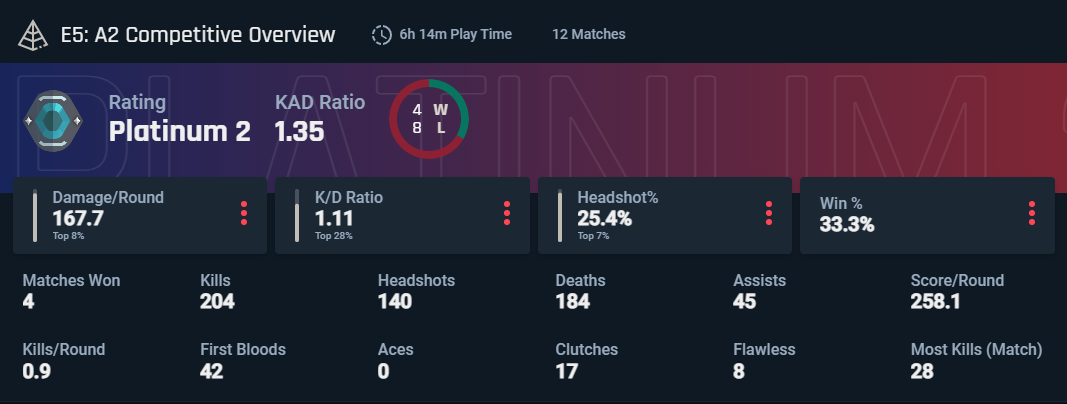 E5: A2 Competitive Overview 6h 14m Play Time 12 Matches
PLATINUM
Rating KAD Ratio 4 W
Platinum 2 1.35 8 L
Damage/Round K/D Ratio Headshot% Win %
167.7 1.11 25.4% 33.3%
Top 8% Top 28% Top 7%
Matches Won Kills Headshots Deaths Assists Score/Round
4 204 140 184 45 258.1
Kills/Round First Bloods Aces Clutches Flawless Most Kills (Match)
0.9 42 0 17 8 28